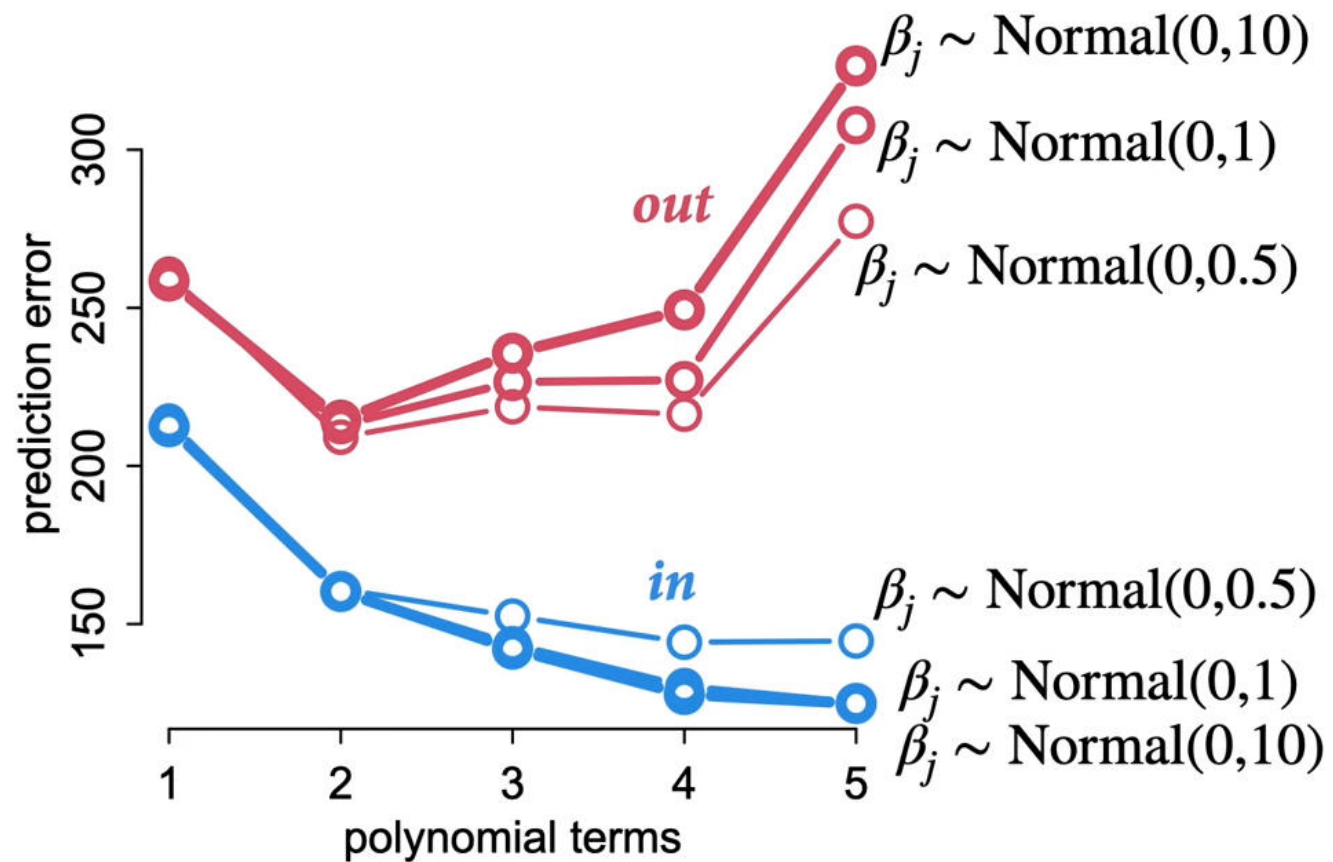 βⱼ ~ Normal(0,10)
βⱼ ~ Normal(0,1)
βⱼ ~ Normal(0,0.5)
out
prediction error
300
250
200
150
in
βⱼ ~ Normal(0,0.5)
βⱼ ~ Normal(0,1)
βⱼ ~ Normal(0,10)
1 2 3 4 5
polynomial terms